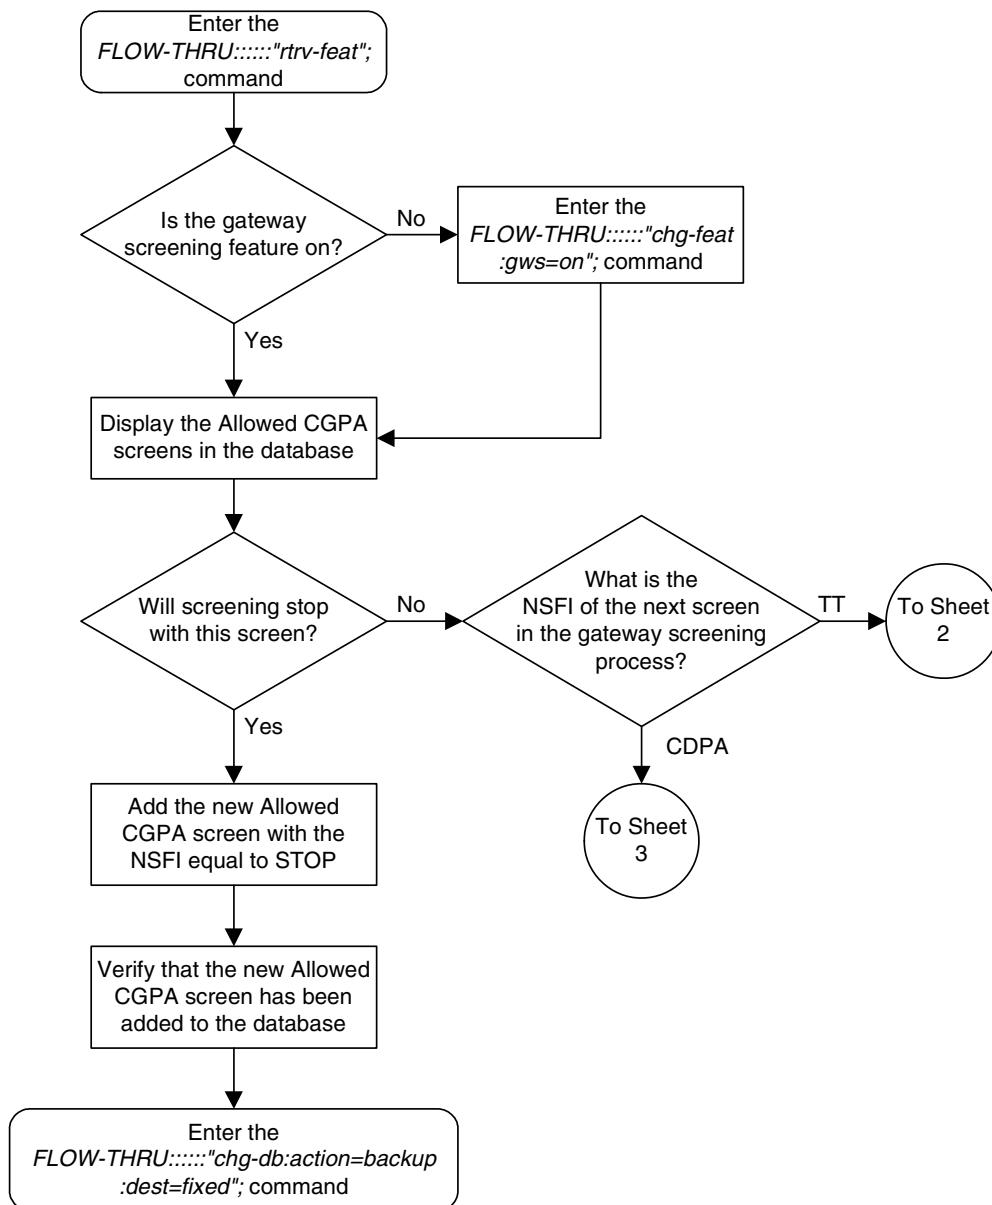 Enter the
FLOW-THRU::::::"rtrv-feat";
command
Is the gateway
screening feature on?
No
Enter the
FLOW-THRU::::::"chg-feat
:gws=on"; command
Yes
Display the Allowed CGPA
screens in the database
Will screening stop
with this screen?
No
What is the
NSFI of the next screen
in the gateway screening
process?
TT
To Sheet
2
Yes
CDPA
To Sheet
3
Add the new Allowed
CGPA screen with the
NSFI equal to STOP
Verify that the new Allowed
CGPA screen has been
added to the database
Enter the
FLOW-THRU::::::"chg-db:action=backup
:dest=fixed"; command